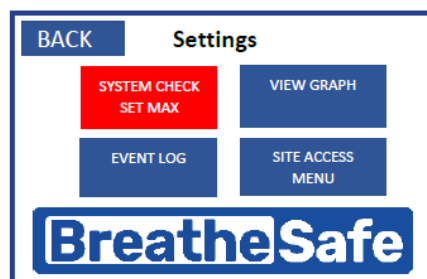 BACK Settings
SYSTEM CHECK
SET MAX
VIEW GRAPH
EVENT LOG
SITE ACCESS
MENU
BreatheSafe